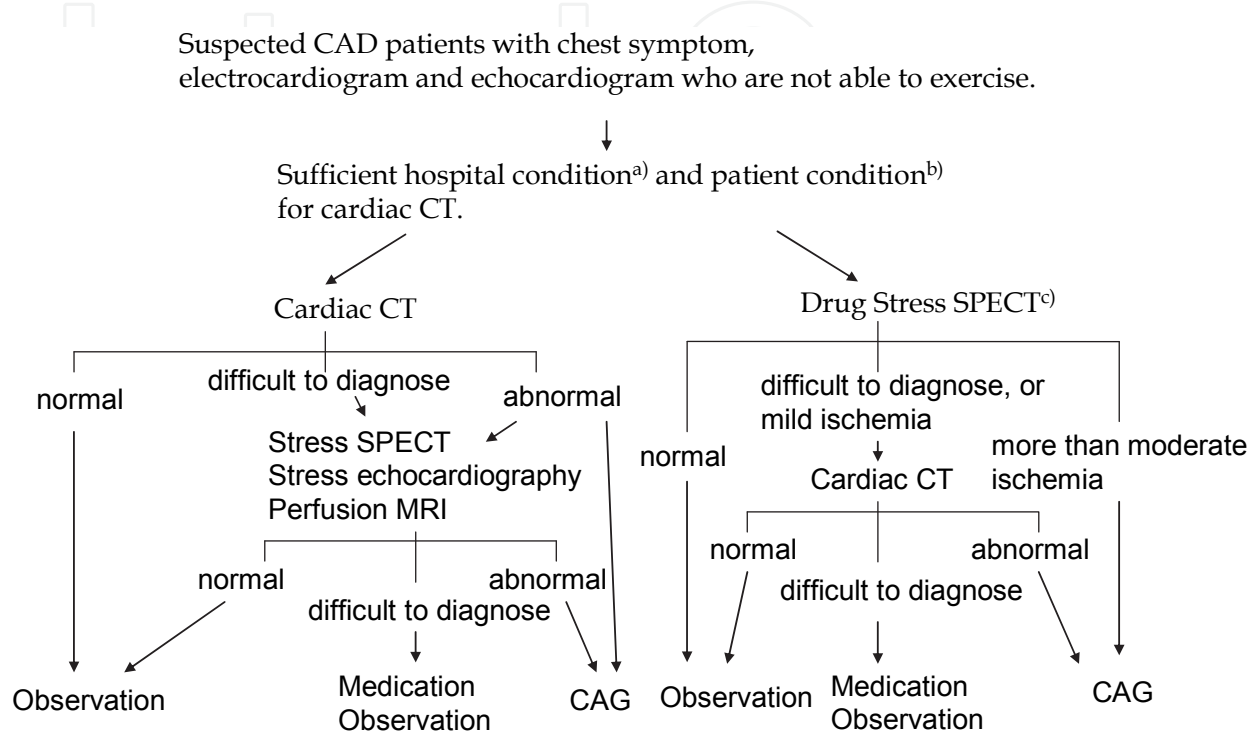 Suspected CAD patients with chest symptom,
electrocardiogram and echocardiogram who are not able to exercise.
Sufficient hospital conditionᵃ⁾ and patient conditionᵇ⁾
for cardiac CT.
Cardiac CT
normal
difficult to diagnose
abnormal
Stress SPECT
Stress echocardiography
Perfusion MRI
normal
difficult to diagnose
abnormal
Observation
Medication
Observation
CAG
Drug Stress SPECTᶜ⁾
normal
difficult to diagnose, or
mild ischemia
more than moderate
ischemia
Cardiac CT
normal
difficult to diagnose
abnormal
Observation
Medication
Observation
CAG